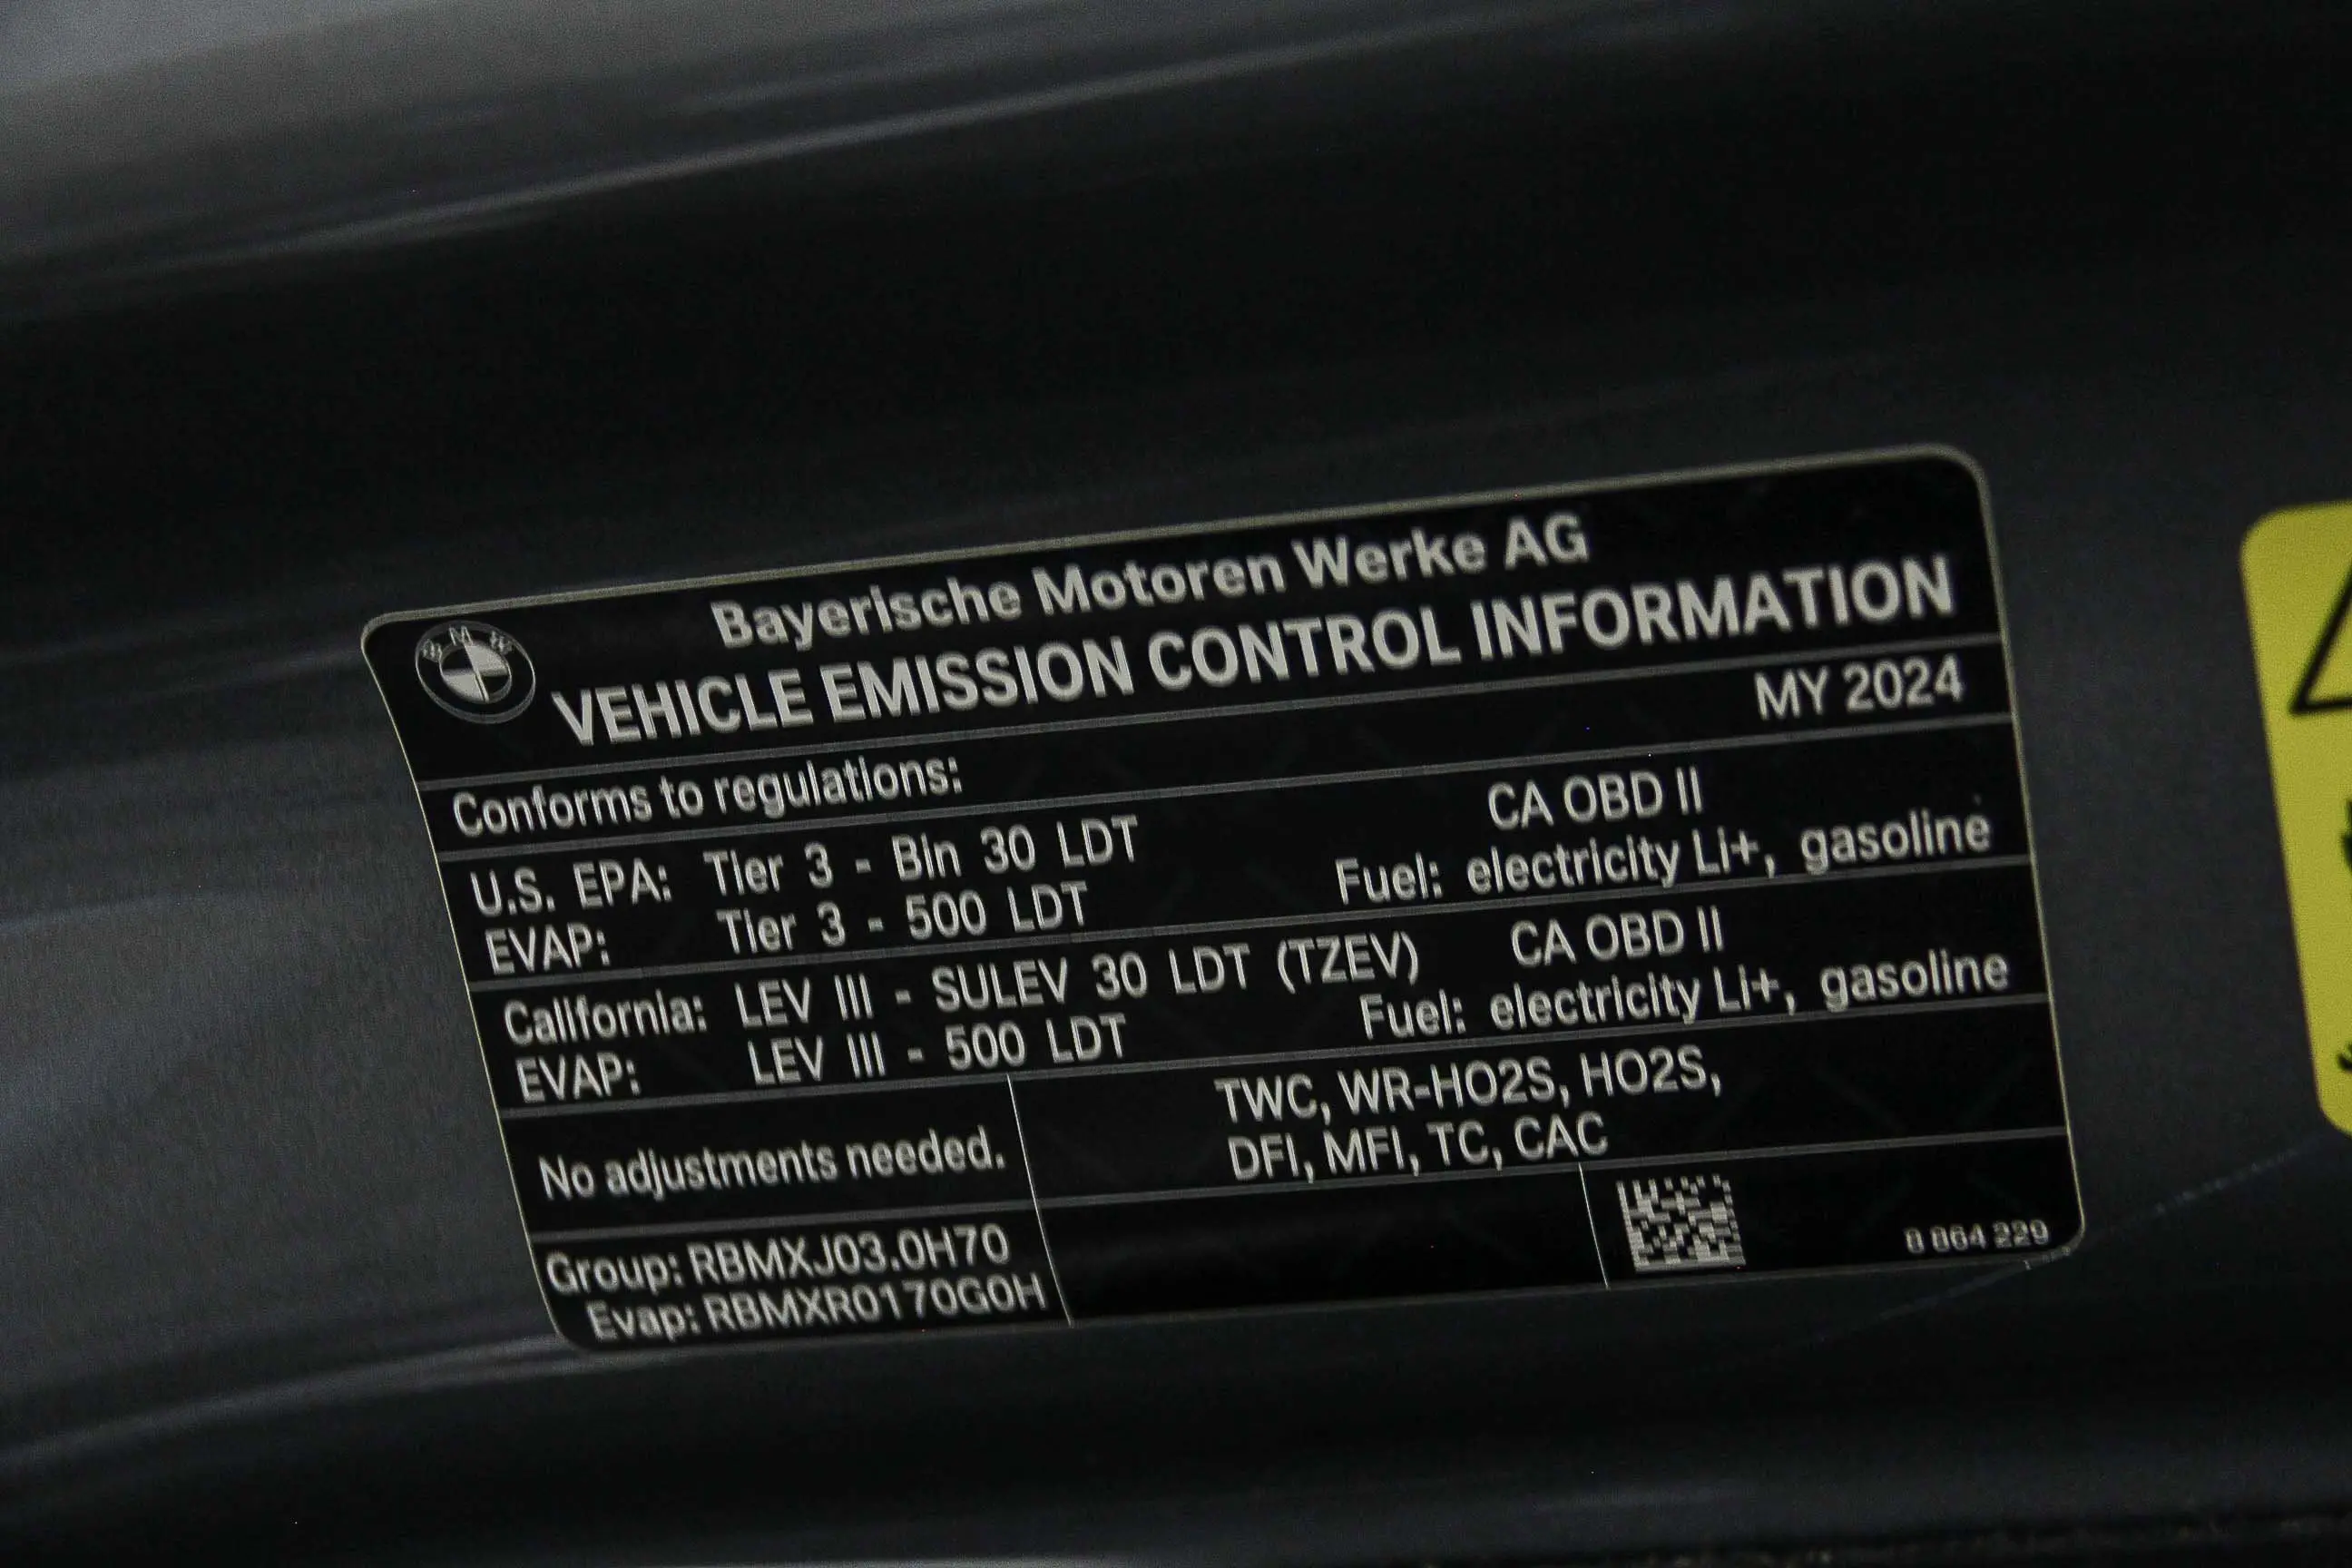 BMW
Bayerische Motoren Werke AG
VEHICLE EMISSION CONTROL INFORMATION
MY 2024
Conforms to regulations:
U.S. EPA: Tier 3 - Bin 30 LDT CA OBD II
EVAP: Tier 3 - 500 LDT Fuel: electricity Li+, gasoline
California: LEV III - SULEV 30 LDT (TZEV) CA OBD II
EVAP: LEV III - 500 LDT Fuel: electricity Li+, gasoline
No adjustments needed.
TWC, WR-HO2S, HO2S,
DFI, MFI, TC, CAC
Group: RBMXJ03.0H70
Evap: RBMXR0170G0H